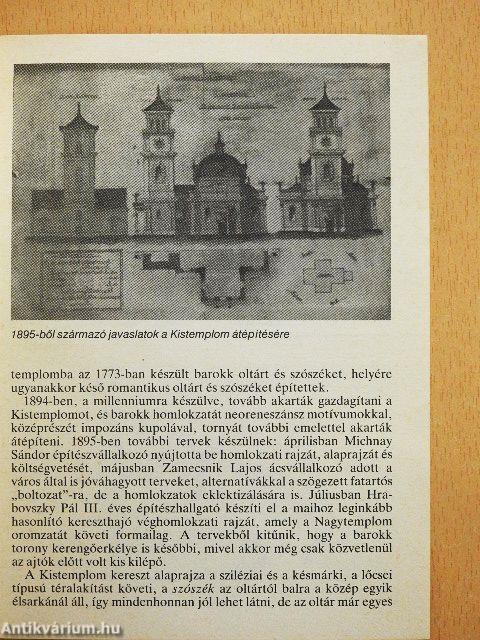 1895-ből származó javaslatok a Kistemplom átépítésére
templomba az 1773-ban készült barokk oltárt és szószéket, helyére
ugyanakkor késő romantikus oltárt és szószéket építettek.
1894-ben, a millenniumra készülve, tovább akarták gazdagítani a
Kistemplomot, és barokk homlokzatát neoreneszánsz motívumokkal,
középrészét impozáns kupolával, tornyát további emelettel akarták
átépíteni. 1895-ben további tervek készülnek: áprilisban Michnay
Sándor építészvállalkozó nyújtotta be homlokzati rajzát, alaprajzát és
költségvetését, májusban Zamecsnik Lajos ácsvállalkozó adott a
város által is jóváhagyott terveket, alternatívákkal a szögezett fatartós
„boltozat”-ra, de a homlokzatok eklektizálására is. Júliusban Hra-
bovszky Pál III. éves építészhallgató készíti el a maihoz leginkább
hasonlító kereszthajó véghomlokzati rajzát, amely a Nagytemplom
oromzatát követi formailag. A tervekből kitűnik, hogy a barokk
torony kerengőerkélye is későbbi, mivel akkor még csak közvetlenül
az ajtók előtt volt kis kilépő.
A Kistemplom kereszt alaprajza a sziléziai és a késmárki, a lőcsei
típusú téralakítást követi, a szószék az oltártól balra a közép egyik
élsarkánál áll, így mindenhonnan jól lehet látni, de az oltár már egyes
Antikvárium.hu